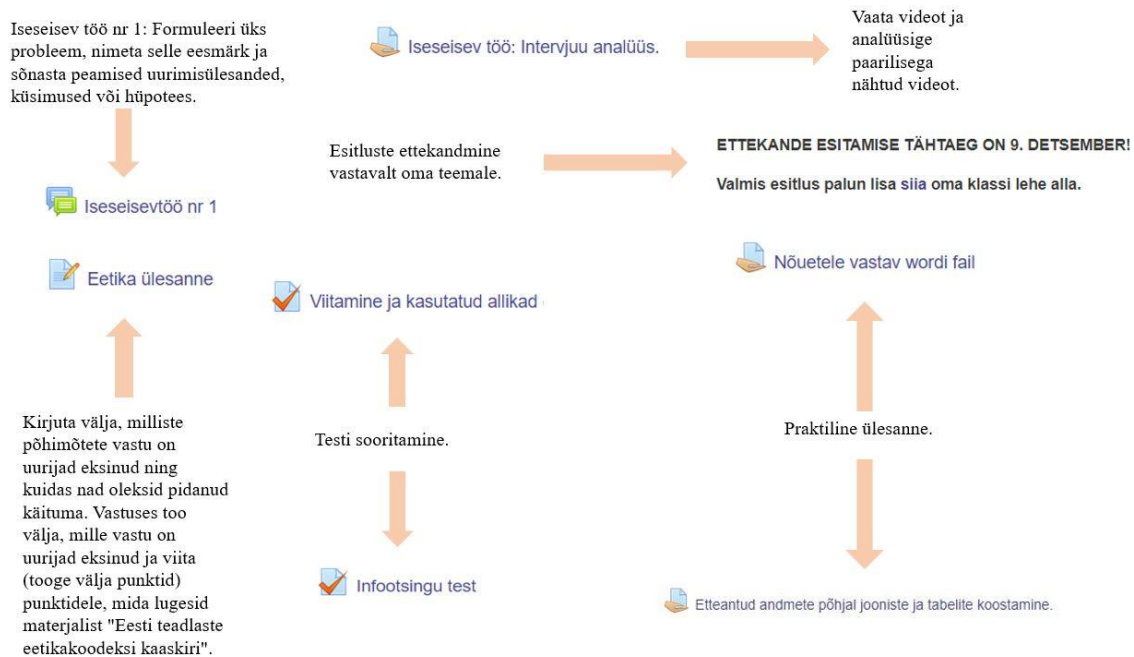 Iseseisev töö nr 1: Formuleeri üks
probleem, nimeta selle eesmärk ja
sõnasta peamised uurimisülesanded,
küsimused või hüpotees.
Iseseisev töö: Intervjuu analüüs.
Vaata videot ja
analüüsige
paarilisega
nähtud videot.
Esitluste ettekandmine
vastavalt oma teemale.
ETTEKANDE ESITAMISE TÄHTAEG ON 9. DETSEMBER!
Valmis esitlus palun lisa siia oma klassi lehe alla.
Iseseisevtöö nr 1
Eetika ülesanne
Viitamine ja kasutatud allikad
Nõuetele vastav wordi fail
Kirjuta välja, milliste
põhimõtete vastu on
uurijad eksinud ning
kuidas nad oleksid pidanud
käituma. Vastuses too
välja, mille vastu on
uurijad eksinud ja viita
(tooge välja punktid)
punktidele, mida lugesid
materjalist "Eesti teadlaste
eetikakoodeksi kaaskiri".
Testi sooritamine.
Praktiline ülesanne.
Infootsingu test
Etteantud andmete põhjal jooniste ja tabelite koostamine.